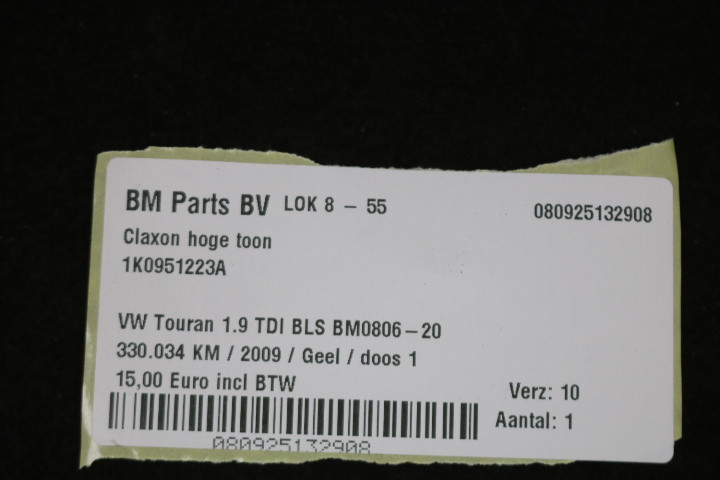 BM Parts BV LOK 8 - 55
080925132908
Claxon hoge toon
1K0951223A
VW Touran 1.9 TDI BLS BM0806-20
330.034 KM / 2009 / Geel / doos 1
15,00 Euro incl BTW
Verz: 10
Aantal: 1
080925132908